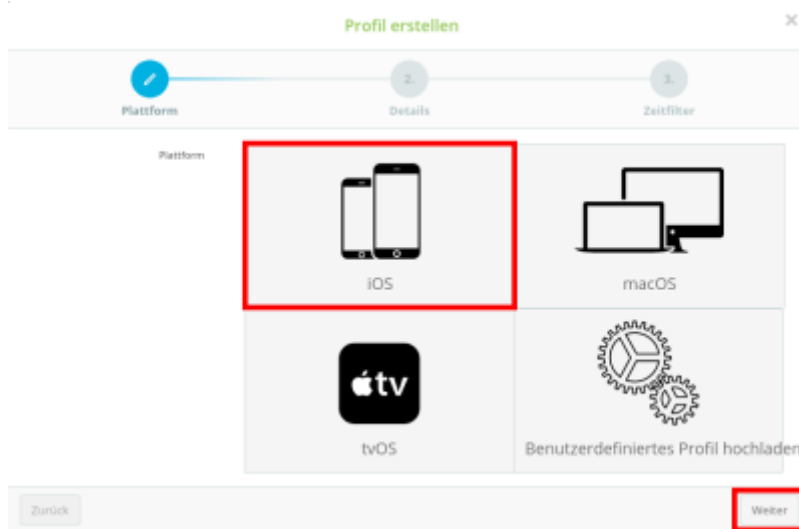 Profil erstellen
×
2.
3.
Plattform
Details
Zeitfilter
Plattform
iOS
macOS
tv
tvOS
Benutzerdefiniertes Profil hochladen
Zurück
Weiter